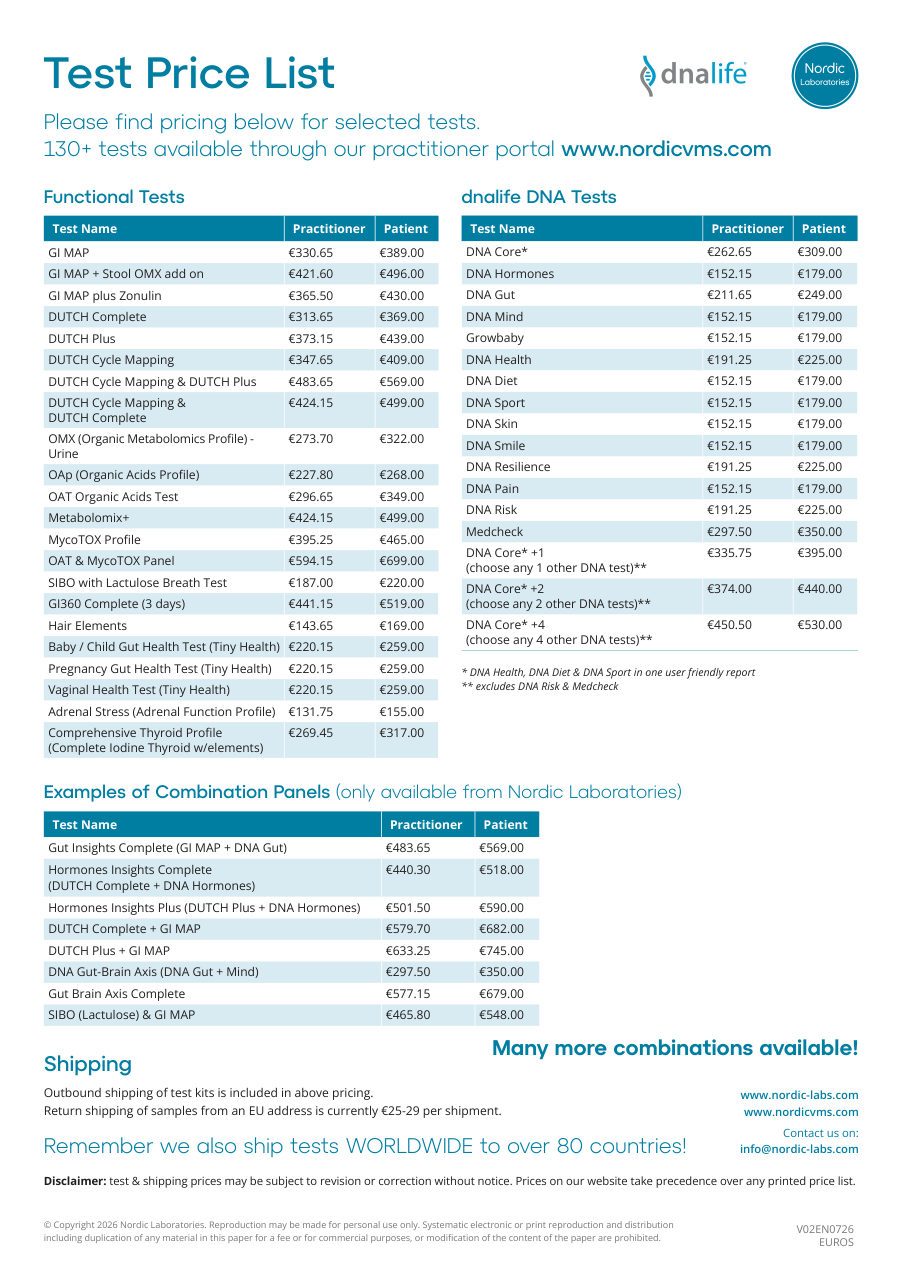 Test Price List
dnalife
Nordic
Laboratories
Please find pricing below for selected tests.
130+ tests available through our practitioner portal www.nordicvms.com
Functional Tests
Test Name Practitioner Patient
GI MAP €330.65 €389.00
GI MAP + Stool OMX add on €421.60 €496.00
GI MAP plus Zonulin €365.50 €430.00
DUTCH Complete €313.65 €369.00
DUTCH Plus €373.15 €439.00
DUTCH Cycle Mapping €347.65 €409.00
DUTCH Cycle Mapping & DUTCH Plus €483.65 €569.00
DUTCH Cycle Mapping & €424.15 €499.00
DUTCH Complete
OMX (Organic Metabolomics Profile) - €273.70 €322.00
Urine
OAp (Organic Acids Profile) €227.80 €268.00
OAT Organic Acids Test €296.65 €349.00
Metabolomix+ €424.15 €499.00
MycoTOX Profile €395.25 €465.00
OAT & MycoTOX Panel €594.15 €699.00
SIBO with Lactulose Breath Test €187.00 €220.00
GI360 Complete (3 days) €441.15 €519.00
Hair Elements €143.65 €169.00
Baby / Child Gut Health Test (Tiny Health) €220.15 €259.00
Pregnancy Gut Health Test (Tiny Health) €220.15 €259.00
Vaginal Health Test (Tiny Health) €220.15 €259.00
Adrenal Stress (Adrenal Function Profile) €131.75 €155.00
Comprehensive Thyroid Profile €269.45 €317.00
(Complete Iodine Thyroid w/elements)
dnalife DNA Tests
Test Name Practitioner Patient
DNA Core* €262.65 €309.00
DNA Hormones €152.15 €179.00
DNA Gut €211.65 €249.00
DNA Mind €152.15 €179.00
Growbaby €152.15 €179.00
DNA Health €191.25 €225.00
DNA Diet €152.15 €179.00
DNA Sport €152.15 €179.00
DNA Skin €152.15 €179.00
DNA Smile €152.15 €179.00
DNA Resilience €191.25 €225.00
DNA Pain €152.15 €179.00
DNA Risk €191.25 €225.00
Medcheck €297.50 €350.00
DNA Core* +1 €335.75 €395.00
(choose any 1 other DNA test)**
DNA Core* +2 €374.00 €440.00
(choose any 2 other DNA tests)**
DNA Core* +4 €450.50 €530.00
(choose any 4 other DNA tests)**
* DNA Health, DNA Diet & DNA Sport in one user friendly report
** excludes DNA Risk & Medcheck
Examples of Combination Panels (only available from Nordic Laboratories)
Test Name Practitioner Patient
Gut Insights Complete (GI MAP + DNA Gut) €483.65 €569.00
Hormones Insights Complete €440.30 €518.00
(DUTCH Complete + DNA Hormones)
Hormones Insights Plus (DUTCH Plus + DNA Hormones) €501.50 €590.00
DUTCH Complete + GI MAP €579.70 €682.00
DUTCH Plus + GI MAP €633.25 €745.00
DNA Gut-Brain Axis (DNA Gut + Mind) €297.50 €350.00
Gut Brain Axis Complete €577.15 €679.00
SIBO (Lactulose) & GI MAP €465.80 €548.00
Many more combinations available!
Shipping
Outbound shipping of test kits is included in above pricing.
Return shipping of samples from an EU address is currently €25-29 per shipment.
Remember we also ship tests WORLDWIDE to over 80 countries!
www.nordic-labs.com
www.nordicvms.com
Contact us on:
info@nordic-labs.com
Disclaimer: test & shipping prices may be subject to revision or correction without notice. Prices on our website take precedence over any printed price list.
© Copyright 2026 Nordic Laboratories. Reproduction may be made for personal use only. Systematic electronic or print reproduction and distribution
including duplication of any material in this paper for a fee or for commercial purposes, or modification of the content of the paper are prohibited.
V02EN0726
EUROS